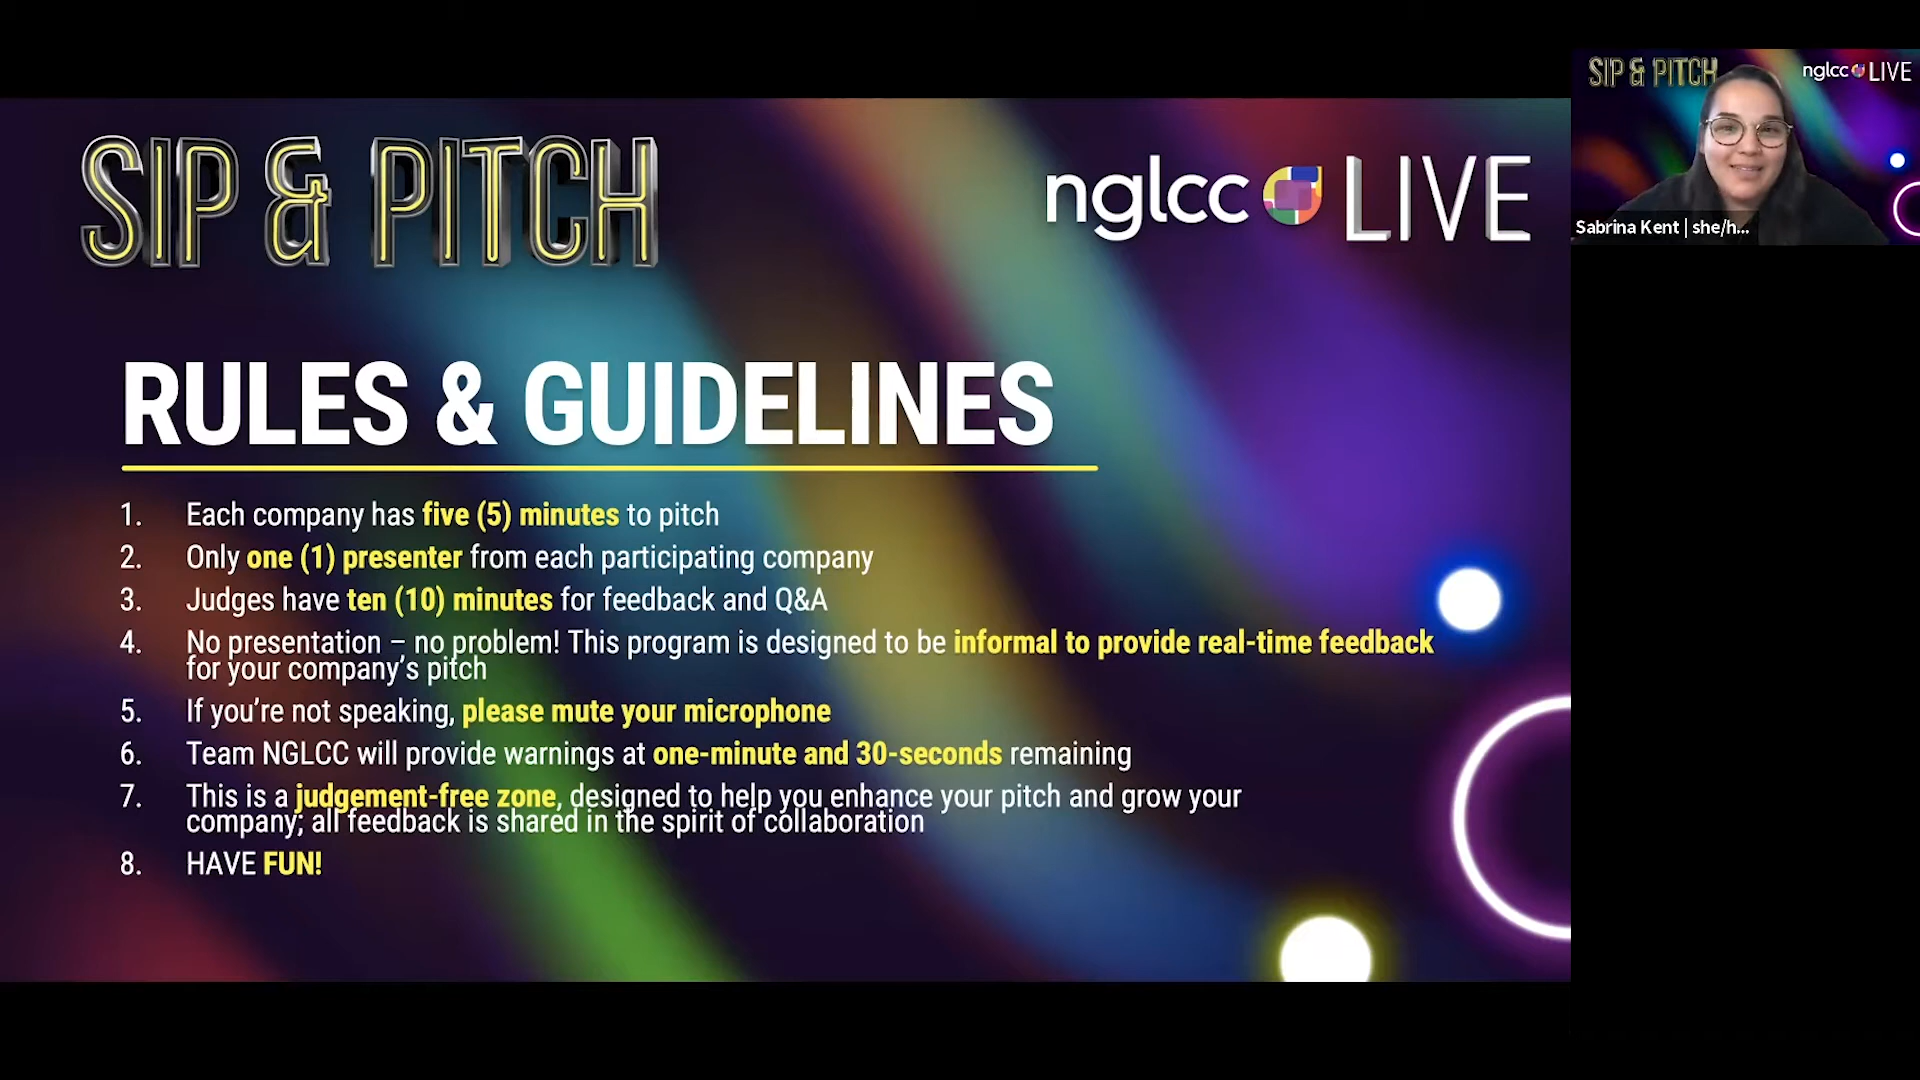 SIP & PITCH
nglcc LIVE
RULES & GUIDELINES
1. Each company has five (5) minutes to pitch
2. Only one (1) presenter from each participating company
3. Judges have ten (10) minutes for feedback and Q&A
4. No presentation – no problem! This program is designed to be informal to provide real-time feedback
for your company’s pitch
5. If you’re not speaking, please mute your microphone
6. Team NGLCC will provide warnings at one-minute and 30-seconds remaining
7. This is a judgement-free zone, designed to help you enhance your pitch and grow your
company; all feedback is shared in the spirit of collaboration
8. HAVE FUN!
SIP & PITCH
nglcc LIVE
Sabrina Kent | she/h...